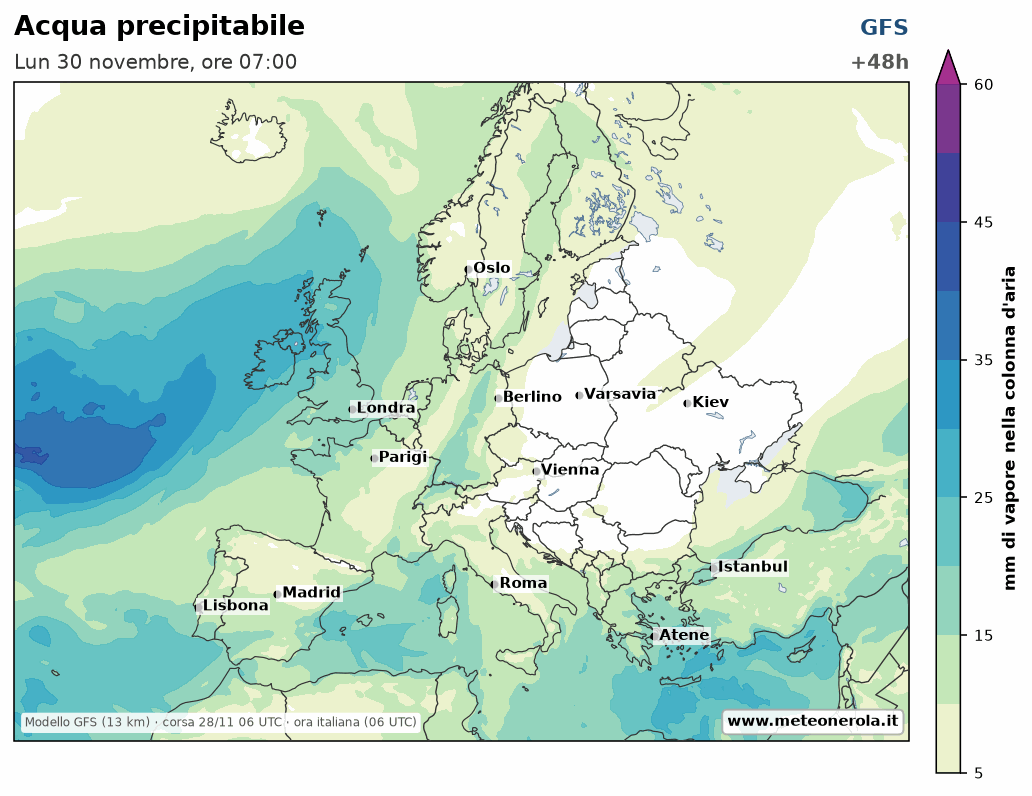 Acqua precipitabile
GFS
Lun 30 novembre, ore 07:00
+48h
60
45
35
25
15
5
mm di vapore nella colonna d'aria
Oslo
Berlino
Varsavia
Kiev
Londra
Parigi
Vienna
Istanbul
Roma
Madrid
Lisbona
Atene
Modello GFS (13 km) · corsa 28/11 06 UTC · ora italiana (06 UTC)
www.meteonerola.it